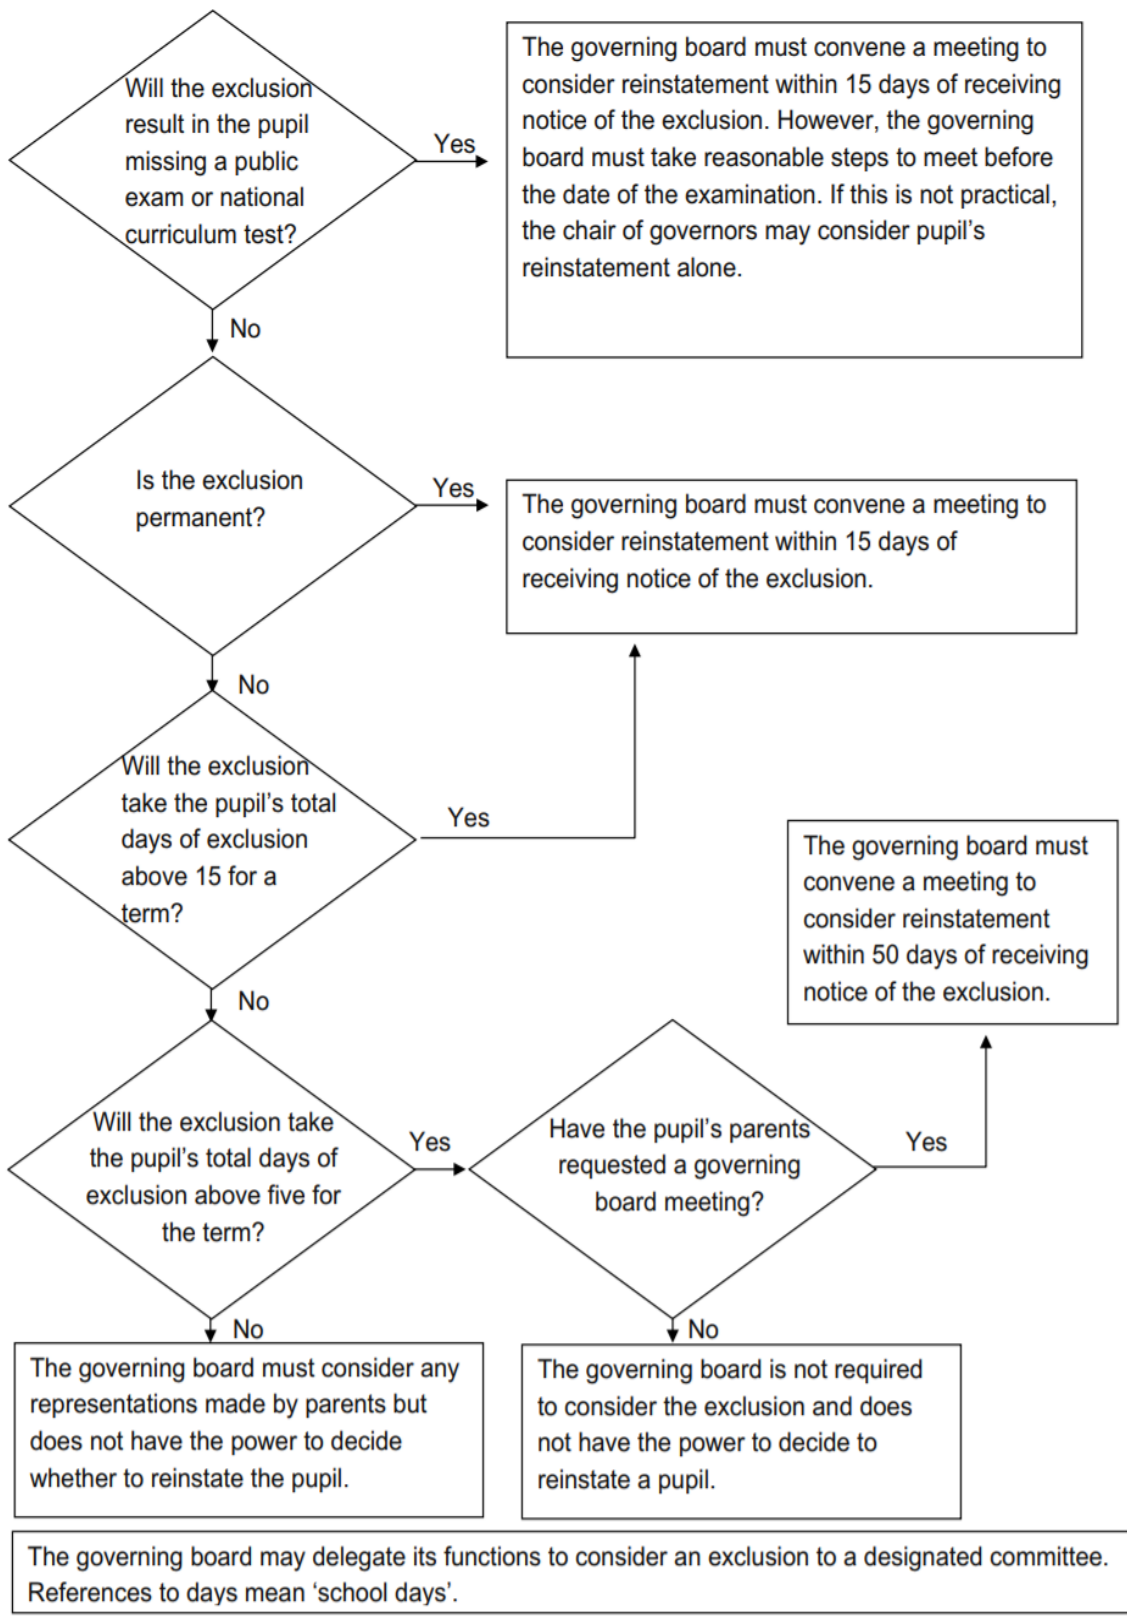 Will the exclusion
result in the pupil
missing a public
exam or national
curriculum test?
Yes
The governing board must convene a meeting to
consider reinstatement within 15 days of receiving
notice of the exclusion. However, the governing
board must take reasonable steps to meet before
the date of the examination. If this is not practical,
the chair of governors may consider pupil’s
reinstatement alone.
No
Is the exclusion
permanent?
Yes
The governing board must convene a meeting to
consider reinstatement within 15 days of
receiving notice of the exclusion.
No
Will the exclusion
take the pupil’s total
days of exclusion
above 15 for a
term?
Yes
No
Will the exclusion take
the pupil’s total days of
exclusion above five for
the term?
Yes
Have the pupil’s parents
requested a governing
board meeting?
Yes
The governing board must
convene a meeting to
consider reinstatement
within 50 days of receiving
notice of the exclusion.
No
The governing board must consider any
representations made by parents but
does not have the power to decide
whether to reinstate the pupil.
No
The governing board is not required
to consider the exclusion and does
not have the power to decide to
reinstate a pupil.
The governing board may delegate its functions to consider an exclusion to a designated committee.
References to days mean ‘school days’.